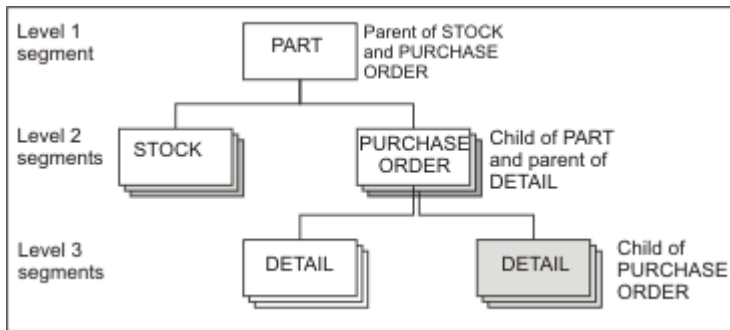 Level 1
segment
PART
Parent of STOCK
and PURCHASE
ORDER
Level 2
segments
STOCK
PURCHASE
ORDER
Child of PART
and parent of
DETAIL
Level 3
segments
DETAIL
DETAIL
Child of
PURCHASE
ORDER